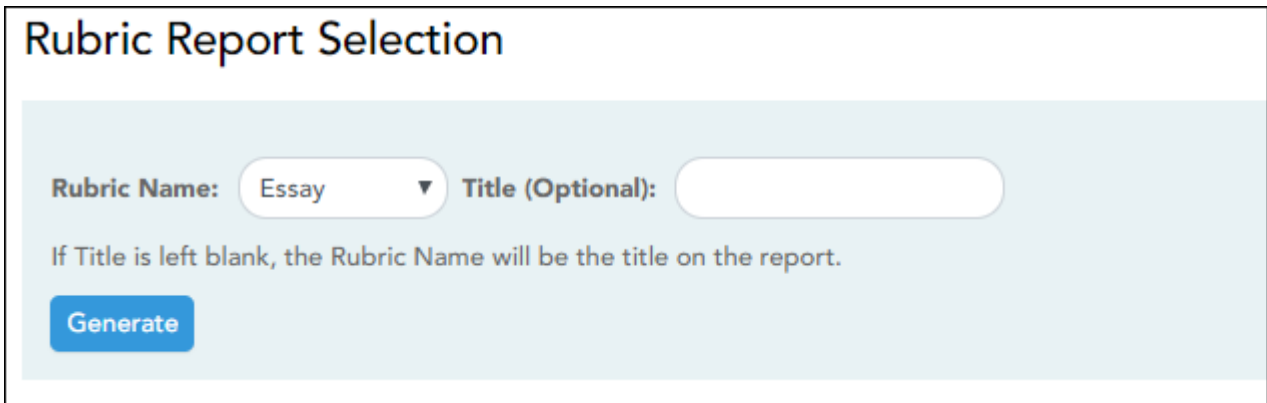 Rubric Report Selection
Rubric Name: Essay Title (Optional):
If Title is left blank, the Rubric Name will be the title on the report.
Generate